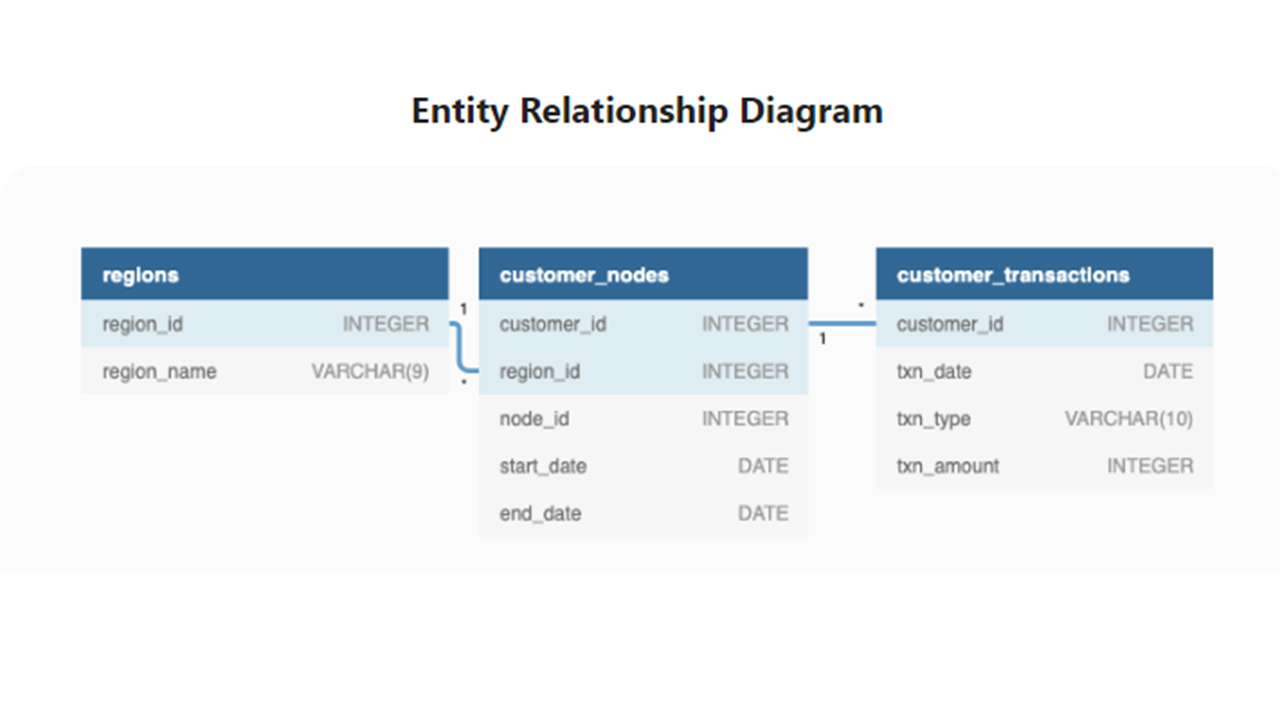 Entity Relationship Diagram
regions
region_id INTEGER
region_name VARCHAR(9)
1
*
customer_nodes
customer_id INTEGER
region_id INTEGER
node_id INTEGER
start_date DATE
end_date DATE
1
*
customer_transactions
customer_id INTEGER
txn_date DATE
txn_type VARCHAR(10)
txn_amount INTEGER